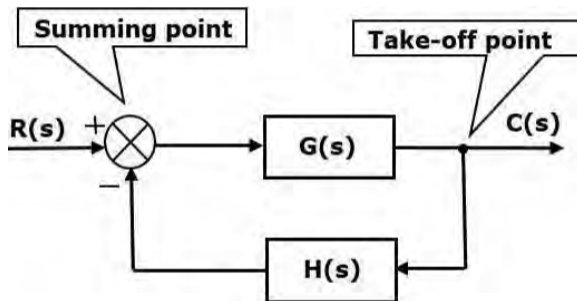 Summing point
Take-off point
R(s)
+
G(s)
C(s)
−
H(s)